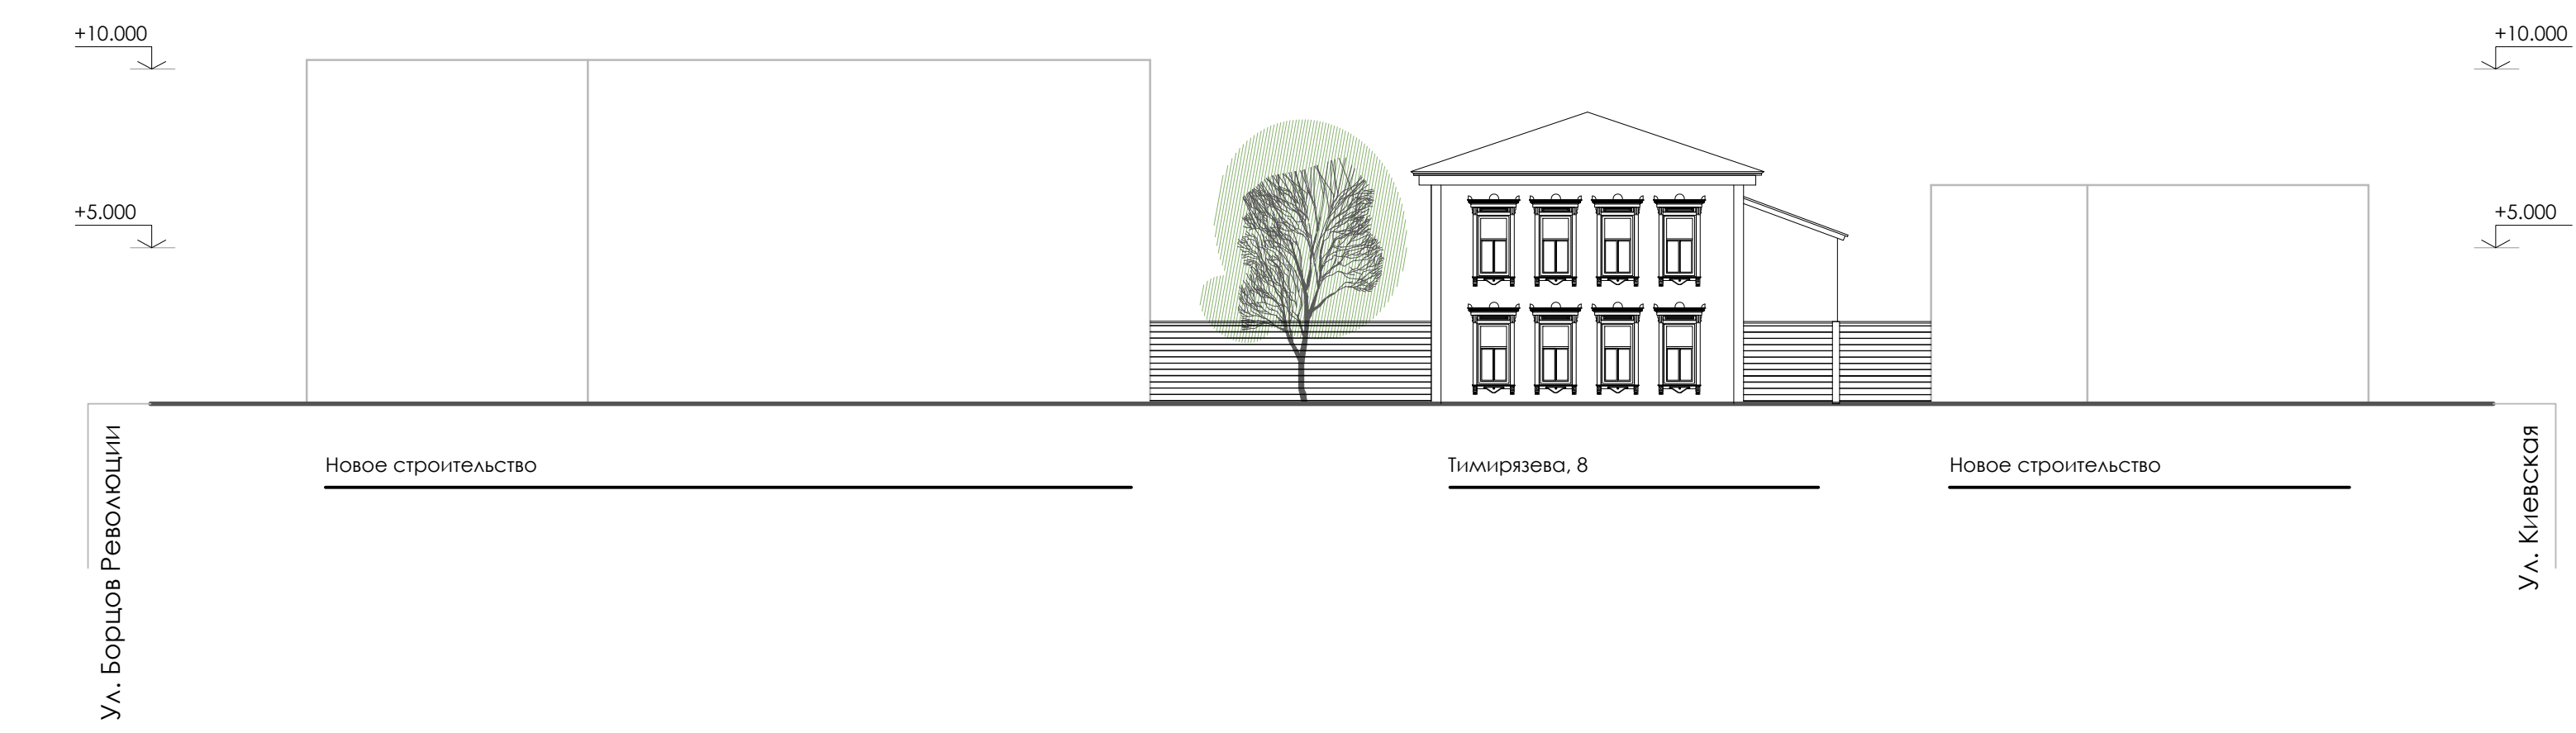 +10.000
+10.000
+5.000
+5.000
Новое строительство
Тимирязева, 8
Новое строительство
Ул. Борцов Революции
Ул. Киевская